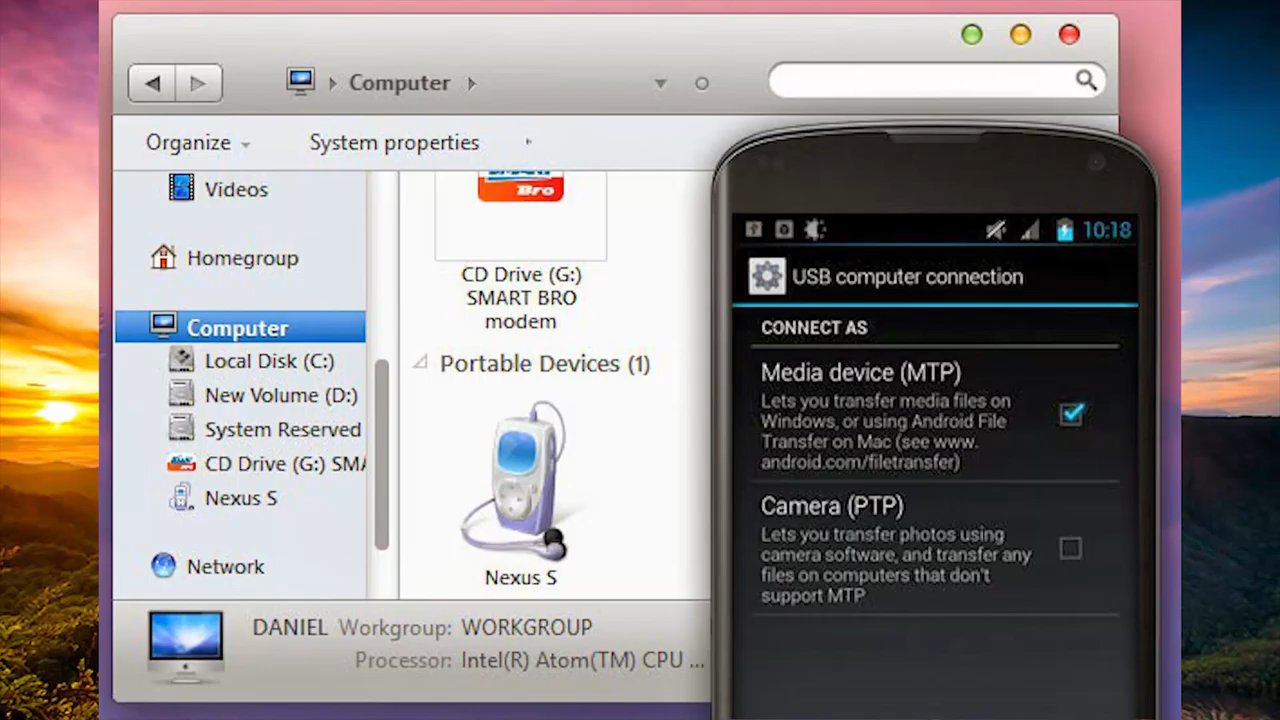 Computer
Organize
System properties
Videos
Homegroup
Computer
Local Disk (C:)
New Volume (D:)
System Reserved
CD Drive (G:) SMA
Nexus S
Network
Bro
CD Drive (G:)
SMART BRO
modem
Portable Devices (1)
Nexus S
DANIEL Workgroup: WORKGROUP
Processor: Intel(R) Atom(TM) CPU ...
10:18
USB computer connection
CONNECT AS
Media device (MTP)
Lets you transfer media files on
Windows, or using Android File
Transfer on Mac (see www.
android.com/filetransfer)
Camera (PTP)
Lets you transfer photos using
camera software, and transfer any
files on computers that don't
support MTP